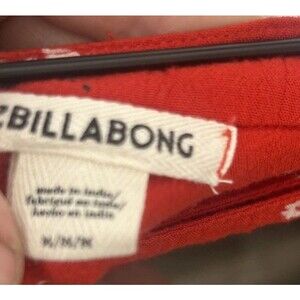 BILLABONG
made in India/
fabriqué en Inde/
hecho en India
M/M/M